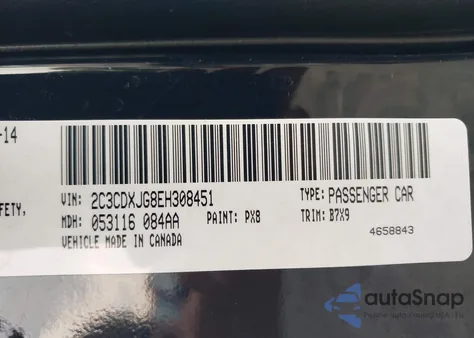 -14
FETY,
VIN: 2C3CDXJG8EH308451
TYPE: PASSENGER CAR
MDH: 053116 084AA
PAINT: PX8
TRIM: B7X9
VEHICLE MADE IN CANADA
4658843
autoSnap